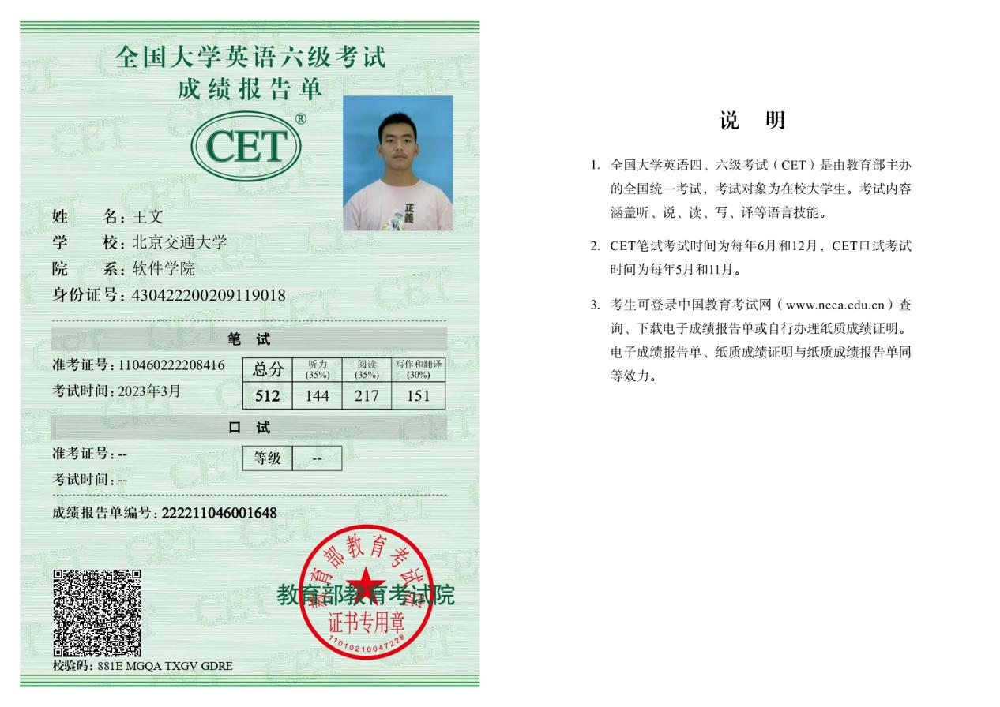 全国大学英语六级考试
成绩报告单
CET®
正義
姓 名：王文
学 校：北京交通大学
院 系：软件学院
身份证号：430422200209119018
笔 试
准考证号：110460222208416
考试时间：2023年3月
总分 听力(35%) 阅读(35%) 写作和翻译(30%)
512 144 217 151
口 试
准考证号：--
等级 --
考试时间：--
成绩报告单编号：222211046001648
教育部教育考试院
教育部教育考试院
证书专用章
11010210047228
校验码：881E MGQA TXGV GDRE
说 明
1. 全国大学英语四、六级考试（CET）是由教育部主办
的全国统一考试，考试对象为在校大学生。考试内容
涵盖听、说、读、写、译等语言技能。
2. CET笔试考试时间为每年6月和12月，CET口试考试
时间为每年5月和11月。
3. 考生可登录中国教育考试网（www.neea.edu.cn）查
询、下载电子成绩报告单或自行办理纸质成绩证明。
电子成绩报告单、纸质成绩证明与纸质成绩报告单同
等效力。